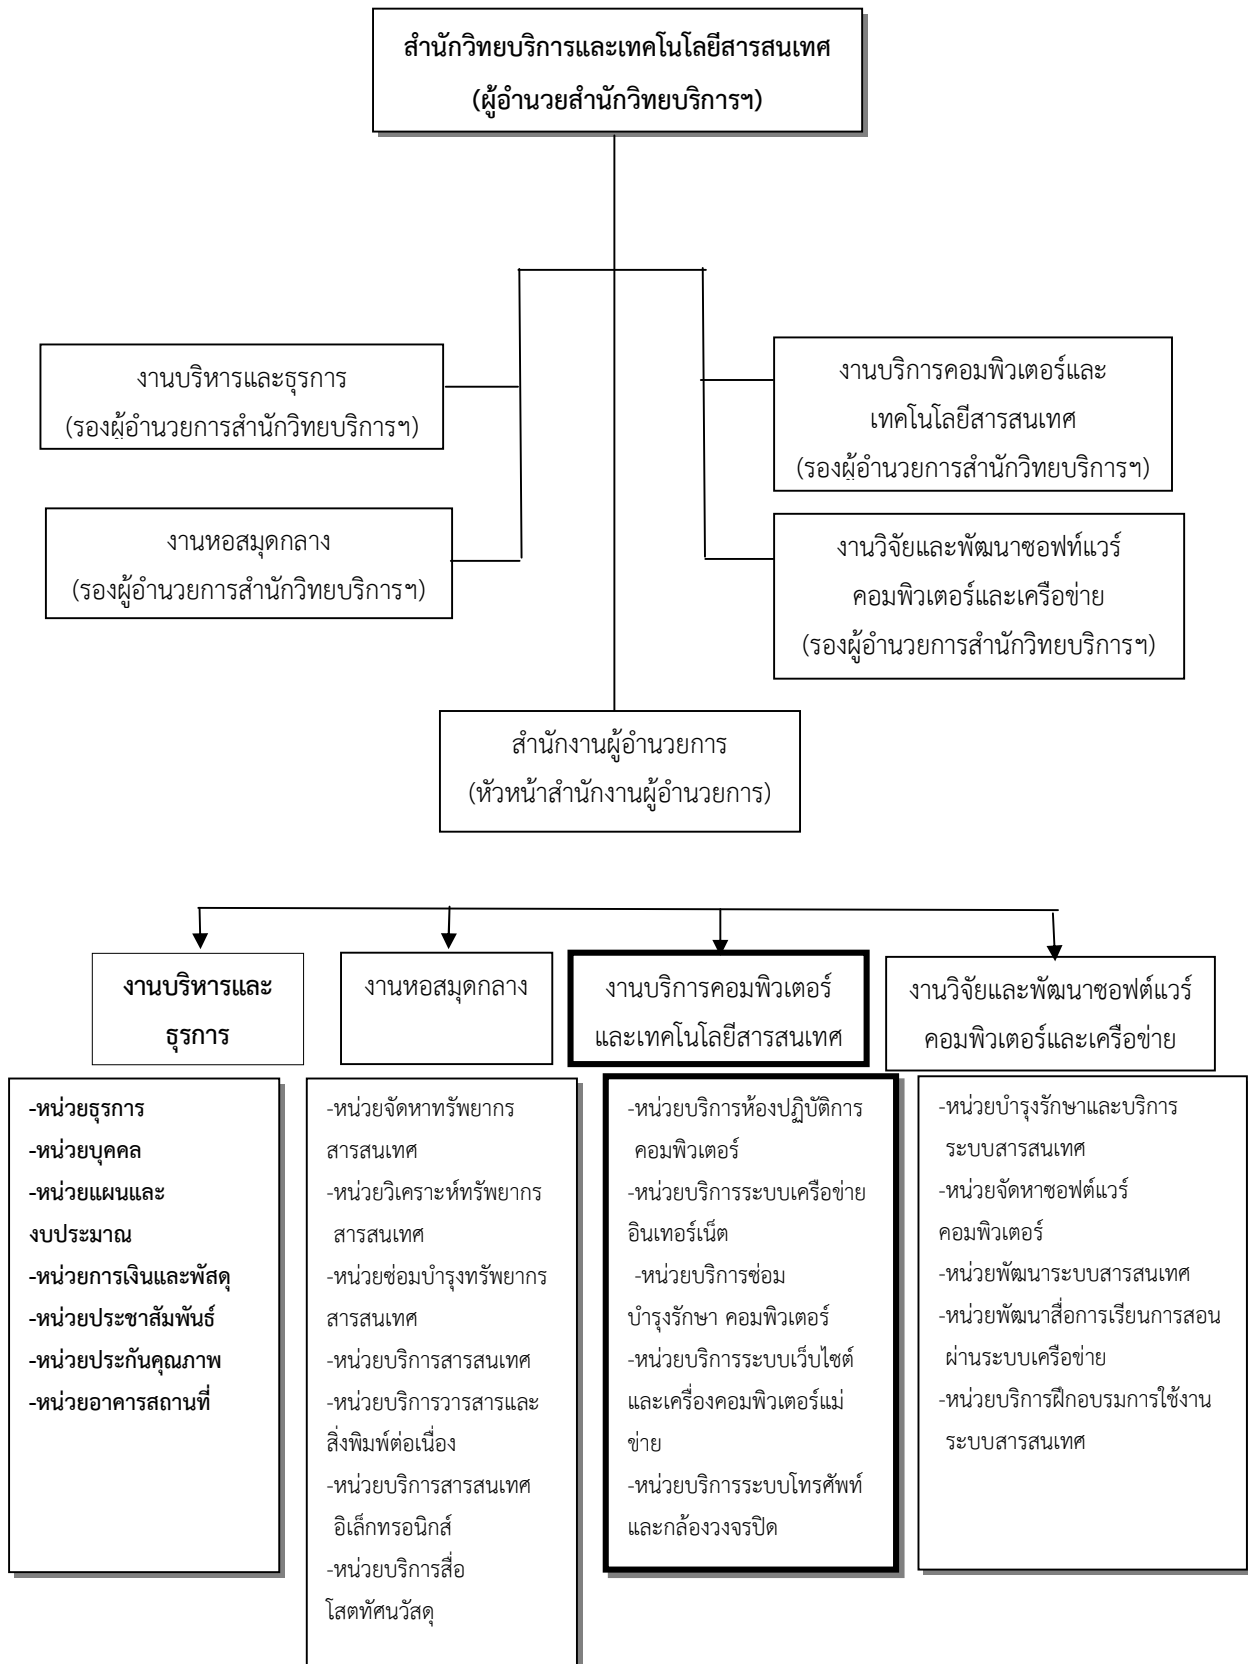 สำนักวิทยบริการและเทคโนโลยีสารสนเทศ
(ผู้อำนวยสำนักวิทยบริการฯ)
งานบริหารและธุรการ
(รองผู้อำนวยการสำนักวิทยบริการฯ)
งานบริการคอมพิวเตอร์และ
เทคโนโลยีสารสนเทศ
(รองผู้อำนวยการสำนักวิทยบริการฯ)
งานหอสมุดกลาง
(รองผู้อำนวยการสำนักวิทยบริการฯ)
งานวิจัยและพัฒนาซอฟท์แวร์
คอมพิวเตอร์และเครือข่าย
(รองผู้อำนวยการสำนักวิทยบริการฯ)
สำนักงานผู้อำนวยการ
(หัวหน้าสำนักงานผู้อำนวยการ)
งานบริหารและ
ธุรการ
งานหอสมุดกลาง
งานบริการคอมพิวเตอร์
และเทคโนโลยีสารสนเทศ
งานวิจัยและพัฒนาซอฟต์แวร์
คอมพิวเตอร์และเครือข่าย
-หน่วยธุรการ
-หน่วยบุคคล
-หน่วยแผนและ
งบประมาณ
-หน่วยการเงินและพัสดุ
-หน่วยประชาสัมพันธ์
-หน่วยประกันคุณภาพ
-หน่วยอาคารสถานที่
-หน่วยจัดหาทรัพยากร
สารสนเทศ
-หน่วยวิเคราะห์ทรัพยากร
สารสนเทศ
-หน่วยซ่อมบำรุงทรัพยากร
สารสนเทศ
-หน่วยบริการสารสนเทศ
-หน่วยบริการวารสารและ
สิ่งพิมพ์ต่อเนื่อง
-หน่วยบริการสารสนเทศ
อิเล็กทรอนิกส์
-หน่วยบริการสื่อ
โสตทัศนวัสดุ
-หน่วยบริการห้องปฏิบัติการ
คอมพิวเตอร์
-หน่วยบริการระบบเครือข่าย
อินเทอร์เน็ต
-หน่วยบริการซ่อม
บำรุงรักษา คอมพิวเตอร์
-หน่วยบริการระบบเว็บไซต์
และเครื่องคอมพิวเตอร์แม่
ข่าย
-หน่วยบริการระบบโทรศัพท์
และกล้องวงจรปิด
-หน่วยบำรุงรักษาและบริการ
ระบบสารสนเทศ
-หน่วยจัดหาซอฟต์แวร์
คอมพิวเตอร์
-หน่วยพัฒนาระบบสารสนเทศ
-หน่วยพัฒนาสื่อการเรียนการสอน
ผ่านระบบเครือข่าย
-หน่วยบริการฝึกอบรมการใช้งาน
ระบบสารสนเทศ